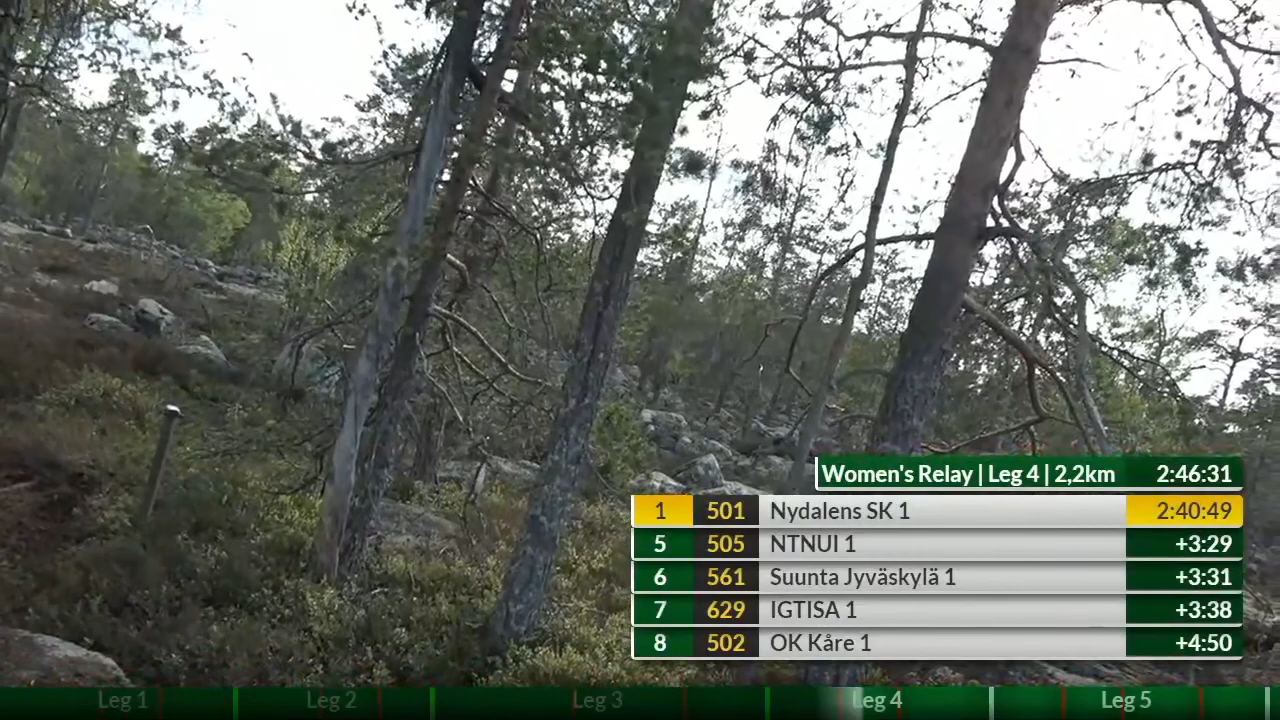 Women's Relay | Leg 4 | 2,2km 2:46:31
1 501 Nydalens SK 1 2:40:49
5 505 NTNUI 1 +3:29
6 561 Suunta Jyväskylä 1 +3:31
7 629 IGTISA 1 +3:38
8 502 OK Kåre 1 +4:50
Leg 1 Leg 2 Leg 3 Leg 4 Leg 5